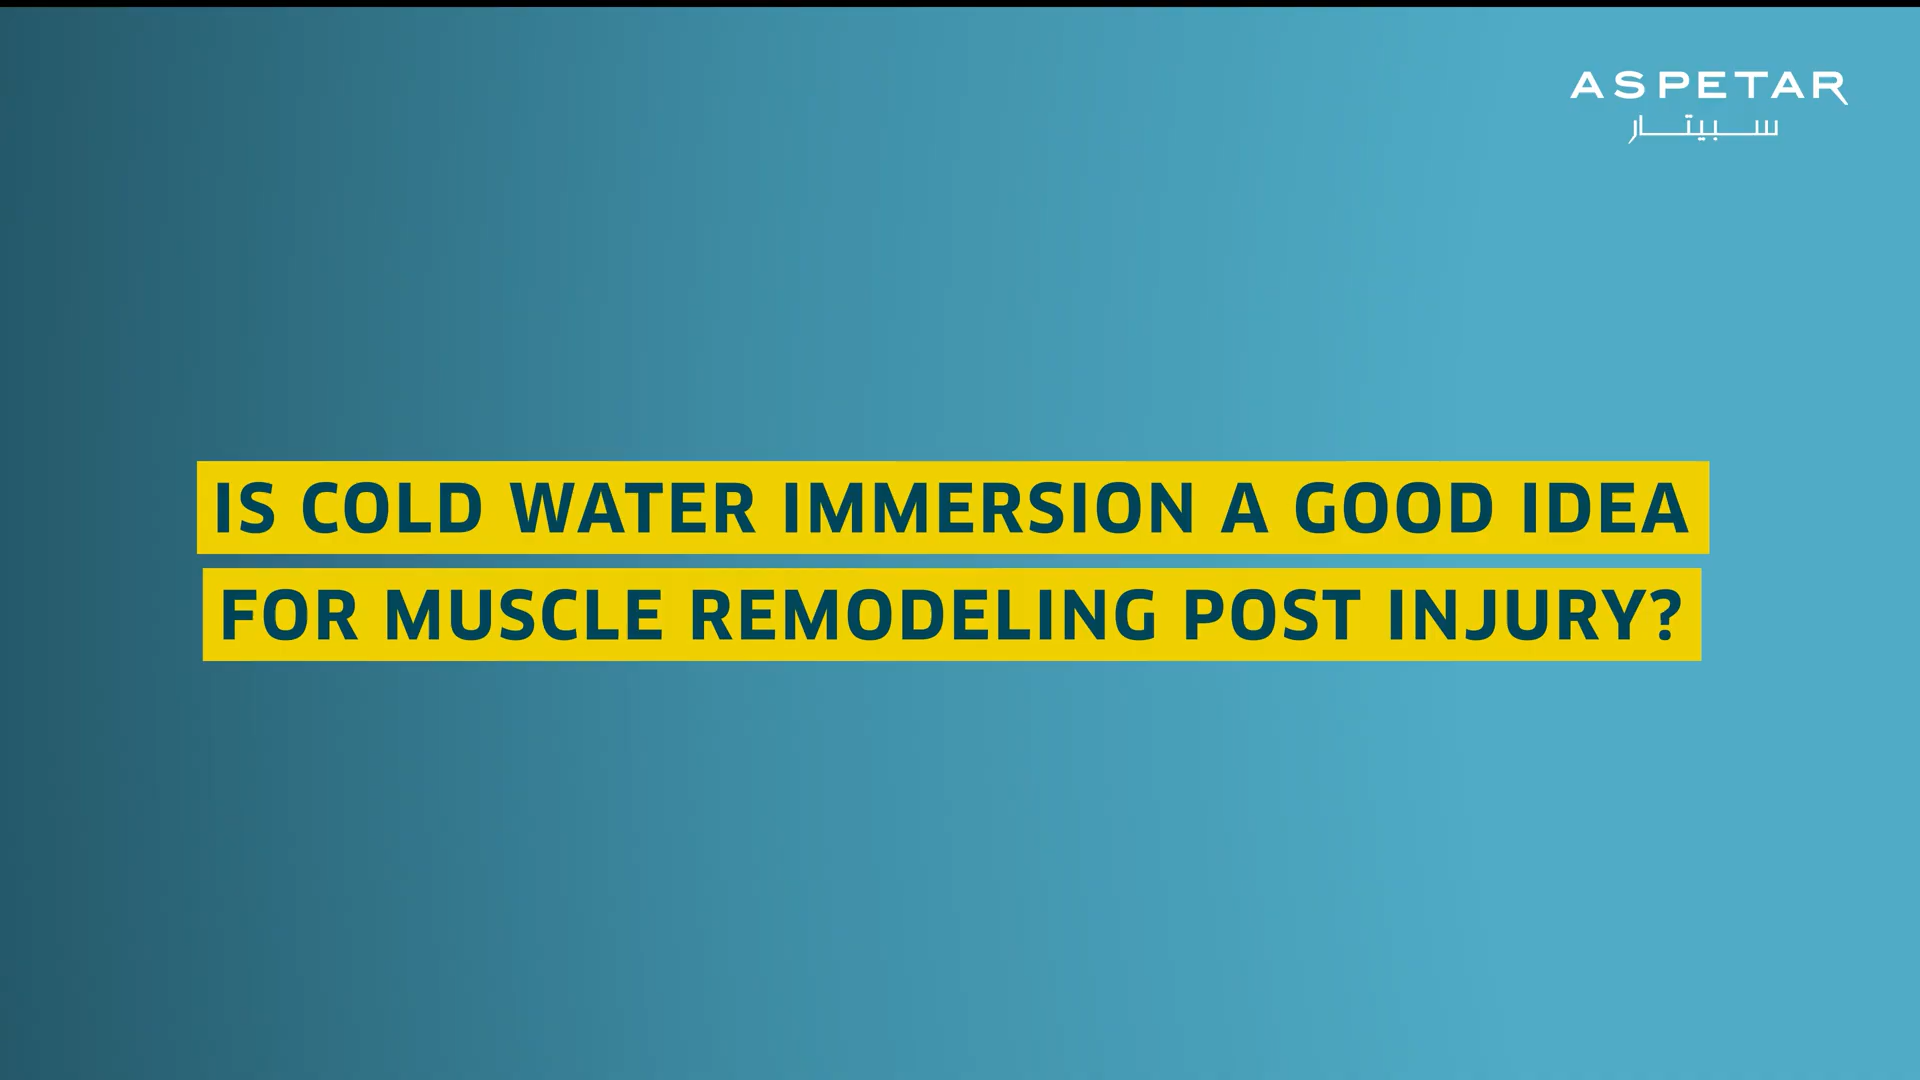 ASPETAR
سبيتار
IS COLD WATER IMMERSION A GOOD IDEA
FOR MUSCLE REMODELING POST INJURY?